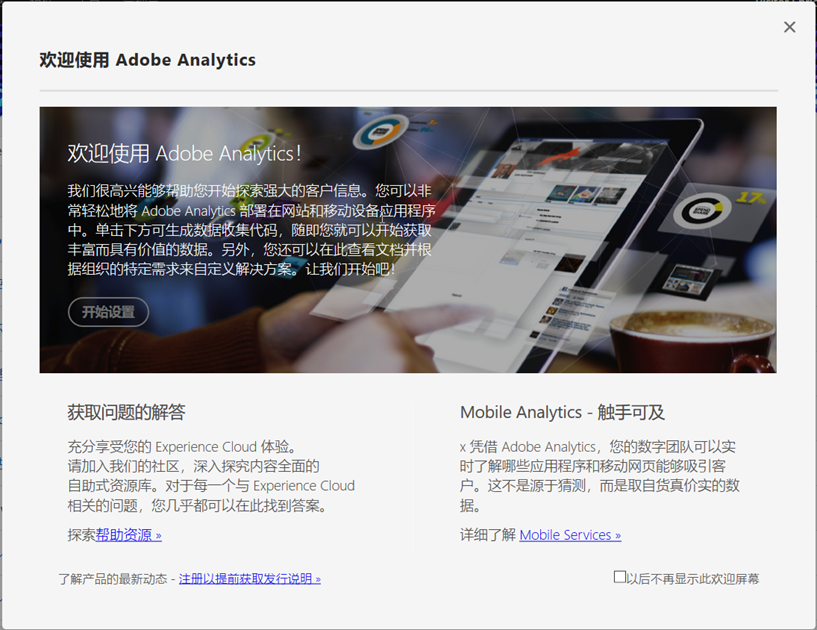 欢迎使用 Adobe Analytics
欢迎使用 Adobe Analytics!
我们很高兴能够帮助您开始探索强大的客户信息。您可以非
常轻松地将 Adobe Analytics 部署在网站和移动设备应用程序
中。单击下方可生成数据收集代码，随即您就可以开始获取
丰富而具有价值的数据。另外，您还可以在此查看文档并根
据组织的特定需求来自定义解决方案。让我们开始吧！
17%
开始设置
获取问题的解答
充分享受您的 Experience Cloud 体验。
请加入我们的社区，深入探究内容全面的
自助式资源库。对于每一个与 Experience Cloud
相关的问题，您几乎都可以在此找到答案。
探索帮助资源 »
Mobile Analytics - 触手可及
x 凭借 Adobe Analytics，您的数字团队可以实
时了解哪些应用程序和移动网页能够吸引客
户。这不是源于猜测，而是取自货真价实的数
据。
详细了解 Mobile Services »
了解产品的最新动态 - 注册以提前获取发行说明 »
以后不再显示此欢迎屏幕